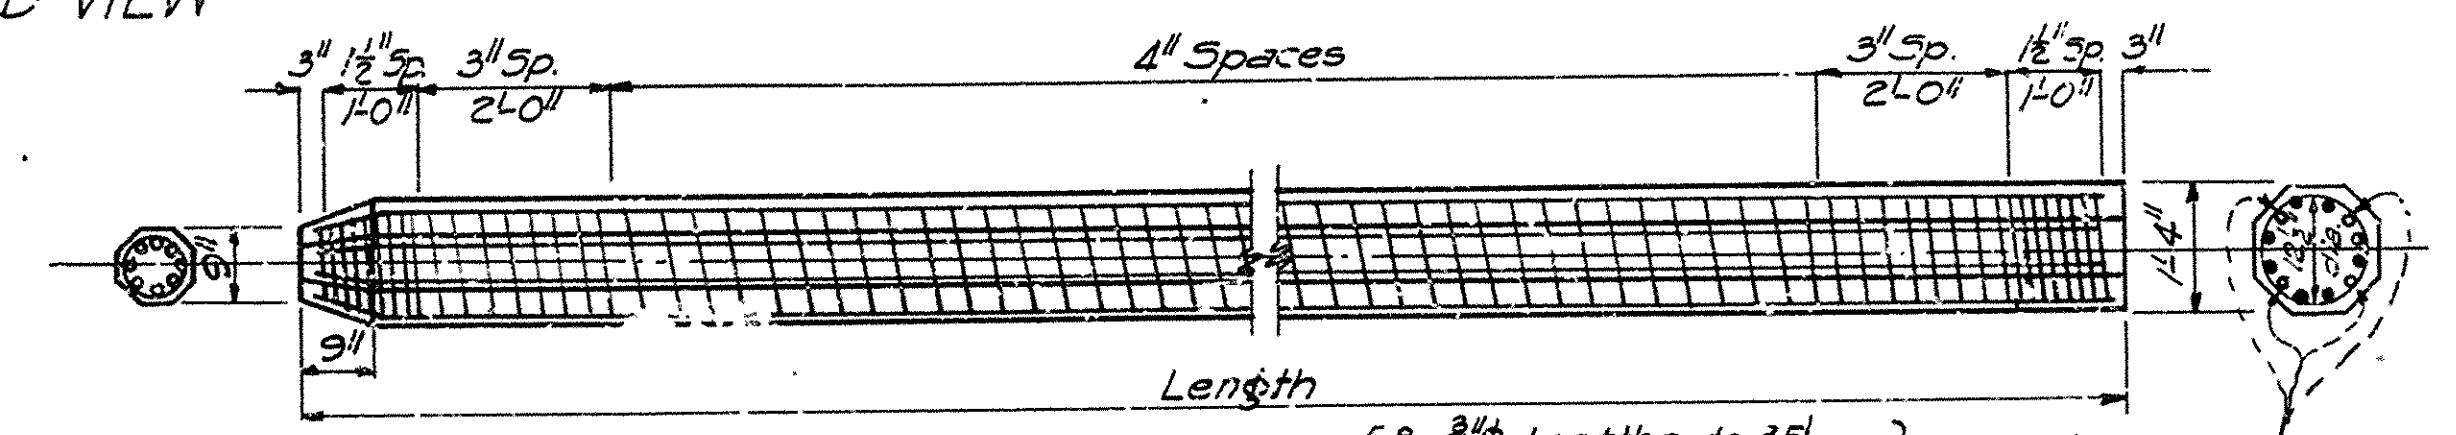 VIEW
3" 1½" Sp. 3" Sp. 4" Spaces 3" Sp. 1½" Sp. 3"
1'-0" 2'-0" 2'-0" 1'-0"
9" 1'-4"
9"
Length